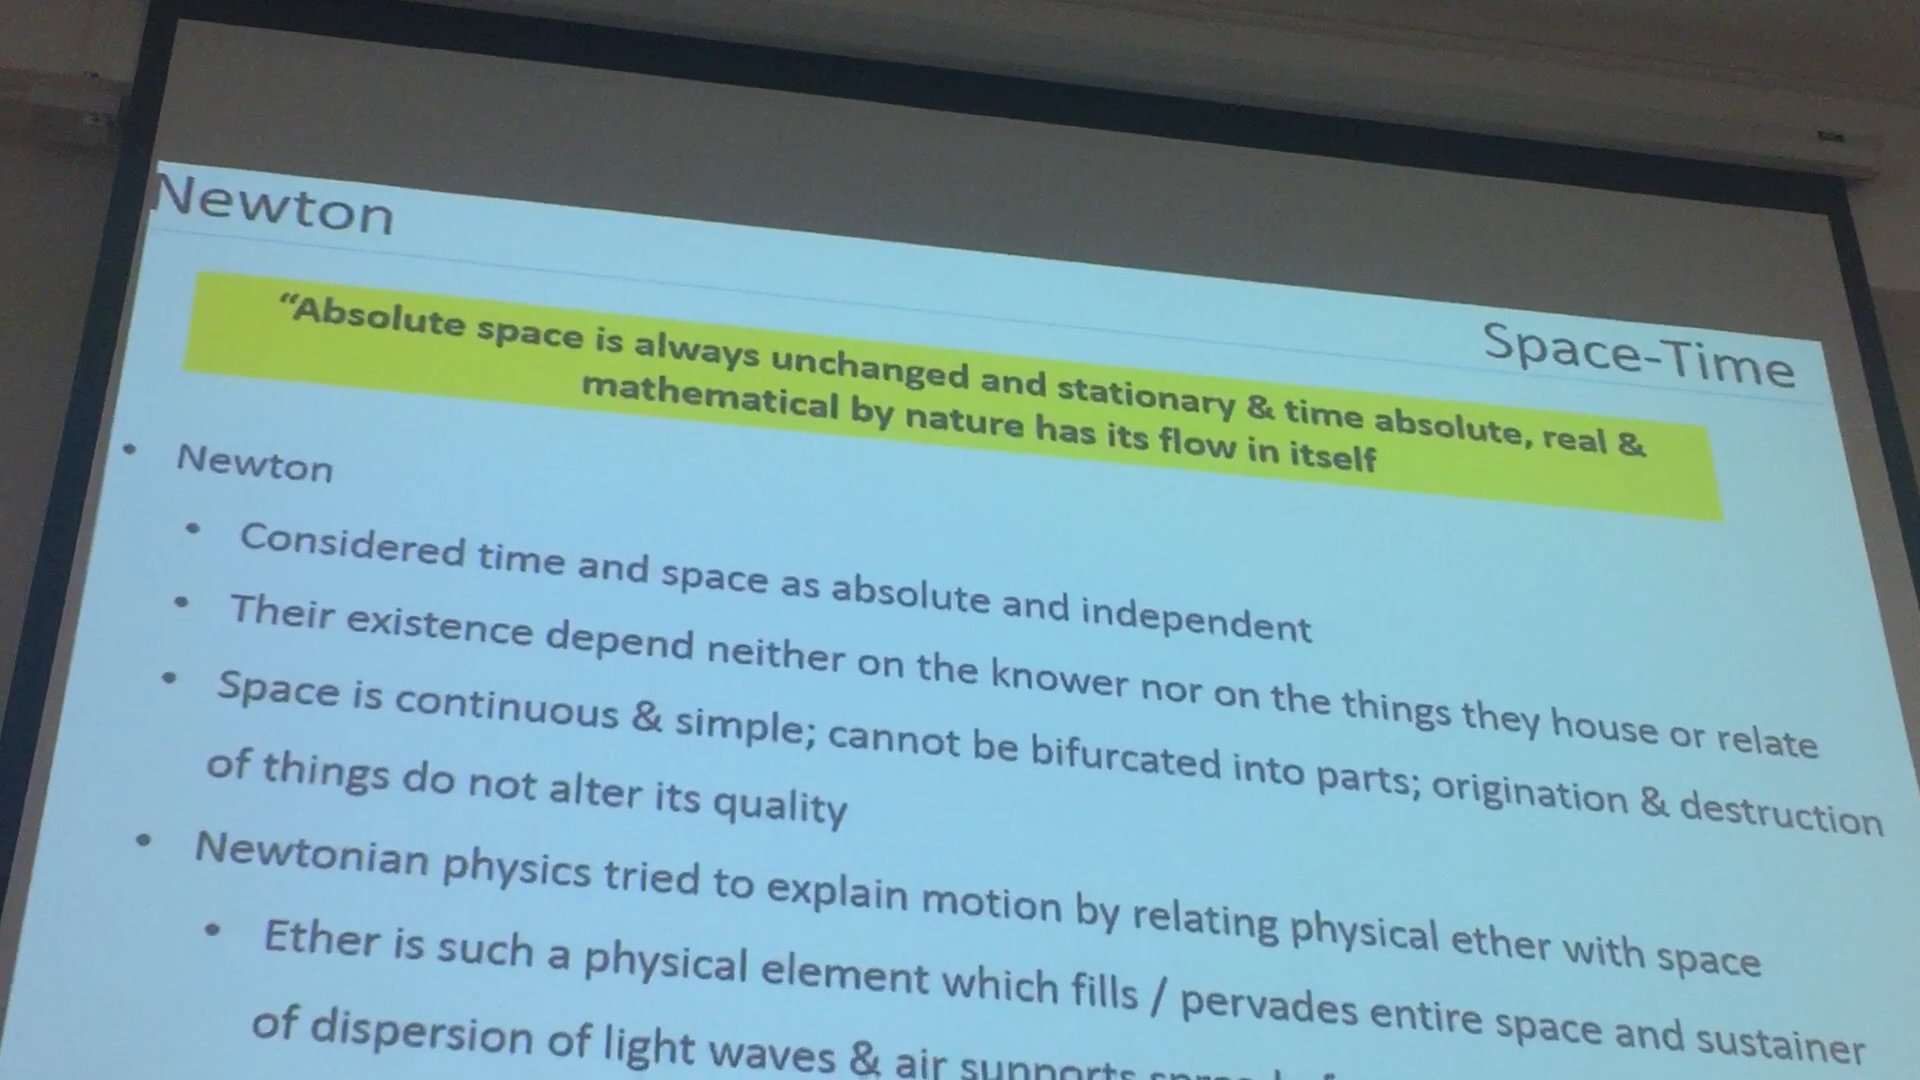 Newton
Space-Time
“Absolute space is always unchanged and stationary & time absolute, real &
mathematical by nature has its flow in itself
• Newton
• Considered time and space as absolute and independent
• Their existence depend neither on the knower nor on the things they house or relate
• Space is continuous & simple; cannot be bifurcated into parts; origination & destruction
of things do not alter its quality
• Newtonian physics tried to explain motion by relating physical ether with space
• Ether is such a physical element which fills / pervades entire space and sustainer
of dispersion of light waves & air supports